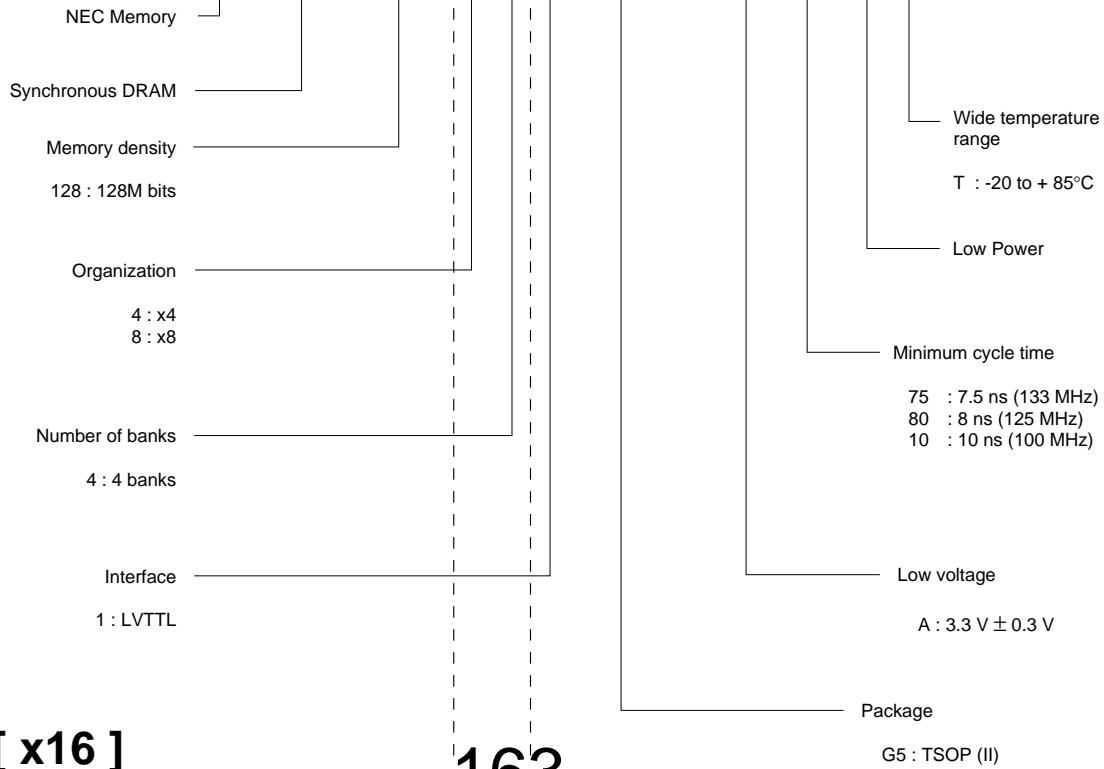 NEC Memory
Synchronous DRAM
Memory density
128 : 128M bits
Organization
4 : x4
8 : x8
Number of banks
4 : 4 banks
Interface
1 : LVTTL
Wide temperature
range
T : -20 to + 85°C
Low Power
Minimum cycle time
75 : 7.5 ns (133 MHz)
80 : 8 ns (125 MHz)
10 : 10 ns (100 MHz)
Low voltage
A : 3.3 V ± 0.3 V
Package
G5 : TSOP (II)
[ x16 ]
163